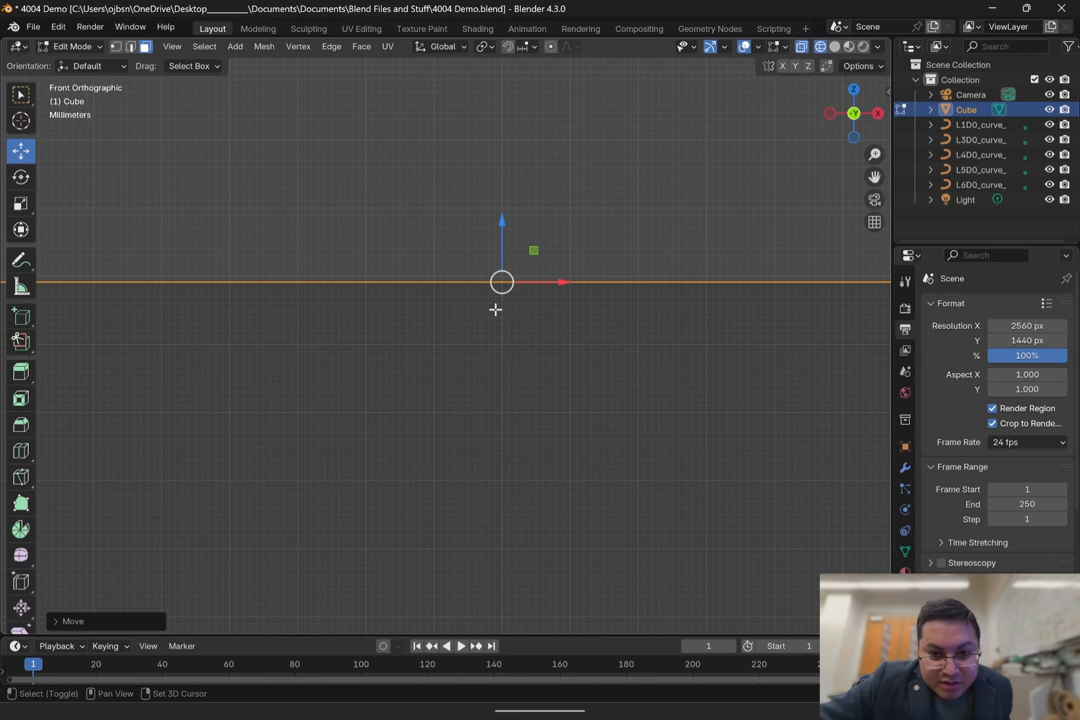 4004 Demo [C:\Users\ojbsn\OneDrive\Desktop_________\Documents\Documents\Blend Files and Stuff\4004 Demo.blend] - Blender 4.3.0
File Edit Render Window Help Layout Modeling Sculpting UV Editing Texture Paint Shading Animation Rendering Compositing Geometry Nodes Scripting + Scene ViewLayer
Edit Mode View Select Add Mesh Vertex Edge Face UV Global Search
Orientation: Default Drag: Select Box X Y Z Options
Scene Collection
Collection
Camera
Cube
L1D0_curve_
L3D0_curve_
L4D0_curve_
L5D0_curve_
L6D0_curve_
Light
Front Orthographic
(1) Cube
Millimeters
Z
-Y
X
Search
Scene
Format
Resolution X 2560 px
Y 1440 px
% 100%
Aspect X 1.000
Y 1.000
Render Region
Crop to Rende...
Frame Rate 24 fps
Frame Range
Frame Start 1
End 250
Step 1
Time Stretching
Stereoscopy
Move
Playback Keying View Marker 1 Start 1
1 20 40 60 80 100 120 140 160 180 200 220
Select (Toggle) Pan View Set 3D Cursor